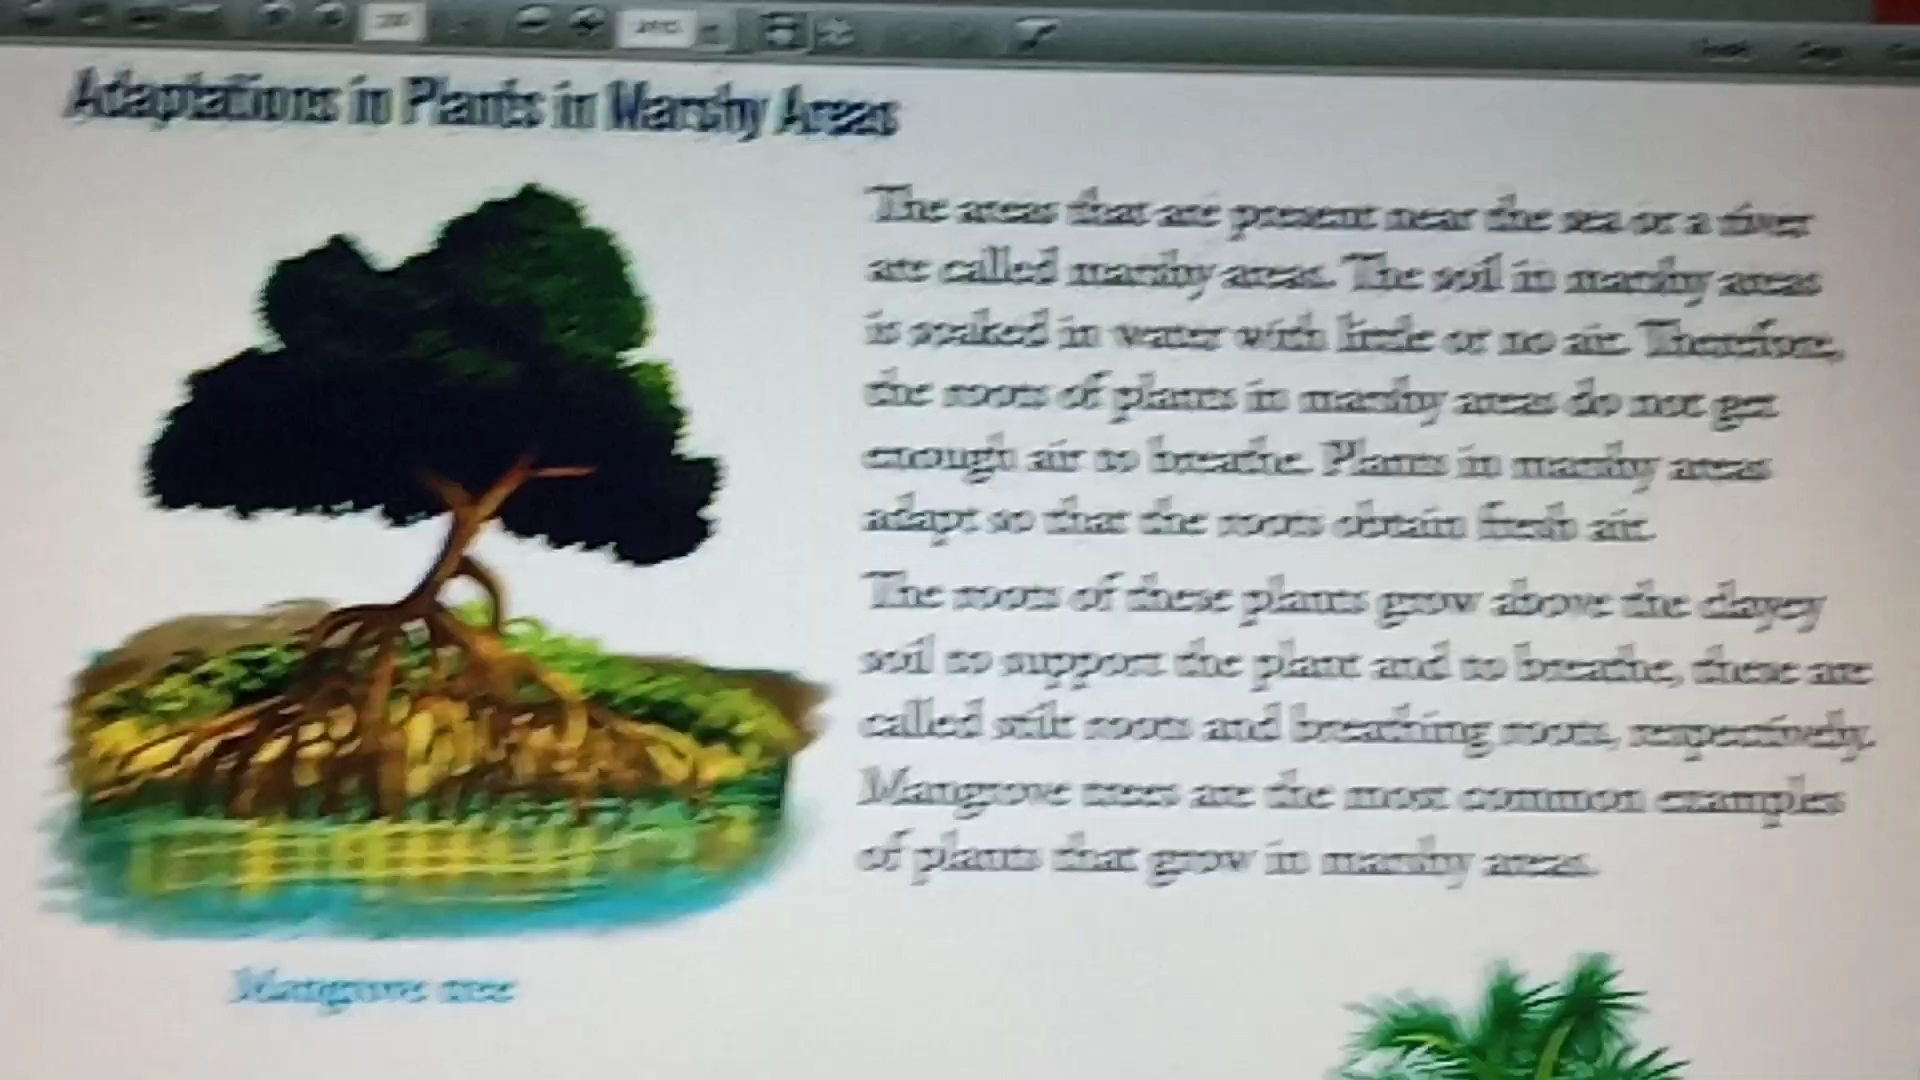 Adaptations in Plants in Marshy Areas
The areas that are present near the sea or a river
are called marshy areas. The soil in marshy areas
is soaked in water with little or no air. Therefore,
the roots of plants in marshy areas do not get
enough air to breathe. Plants in marshy areas
adapt so that the roots obtain fresh air.
The roots of these plants grow above the clayey
soil to support the plant and to breathe, these are
called stilt roots and breathing roots, respectively.
Mangrove trees are the most common examples
of plants that grow in marshy areas.
Mangrove tree